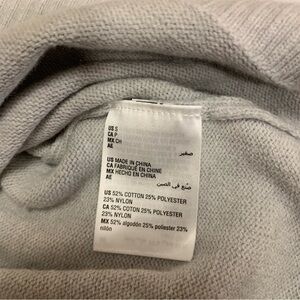 US S
CA P
MX CH
AE صغير
US MADE IN CHINA
CA FABRIQUÉ EN CHINE
MX HECHO EN CHINA
AE صنع في الصين
US 52% COTTON 25% POLYESTER
23% NYLON
CA 52% COTON 25% POLYESTER
23% NYLON
MX 52% algodón 25% poliester 23%
nilón